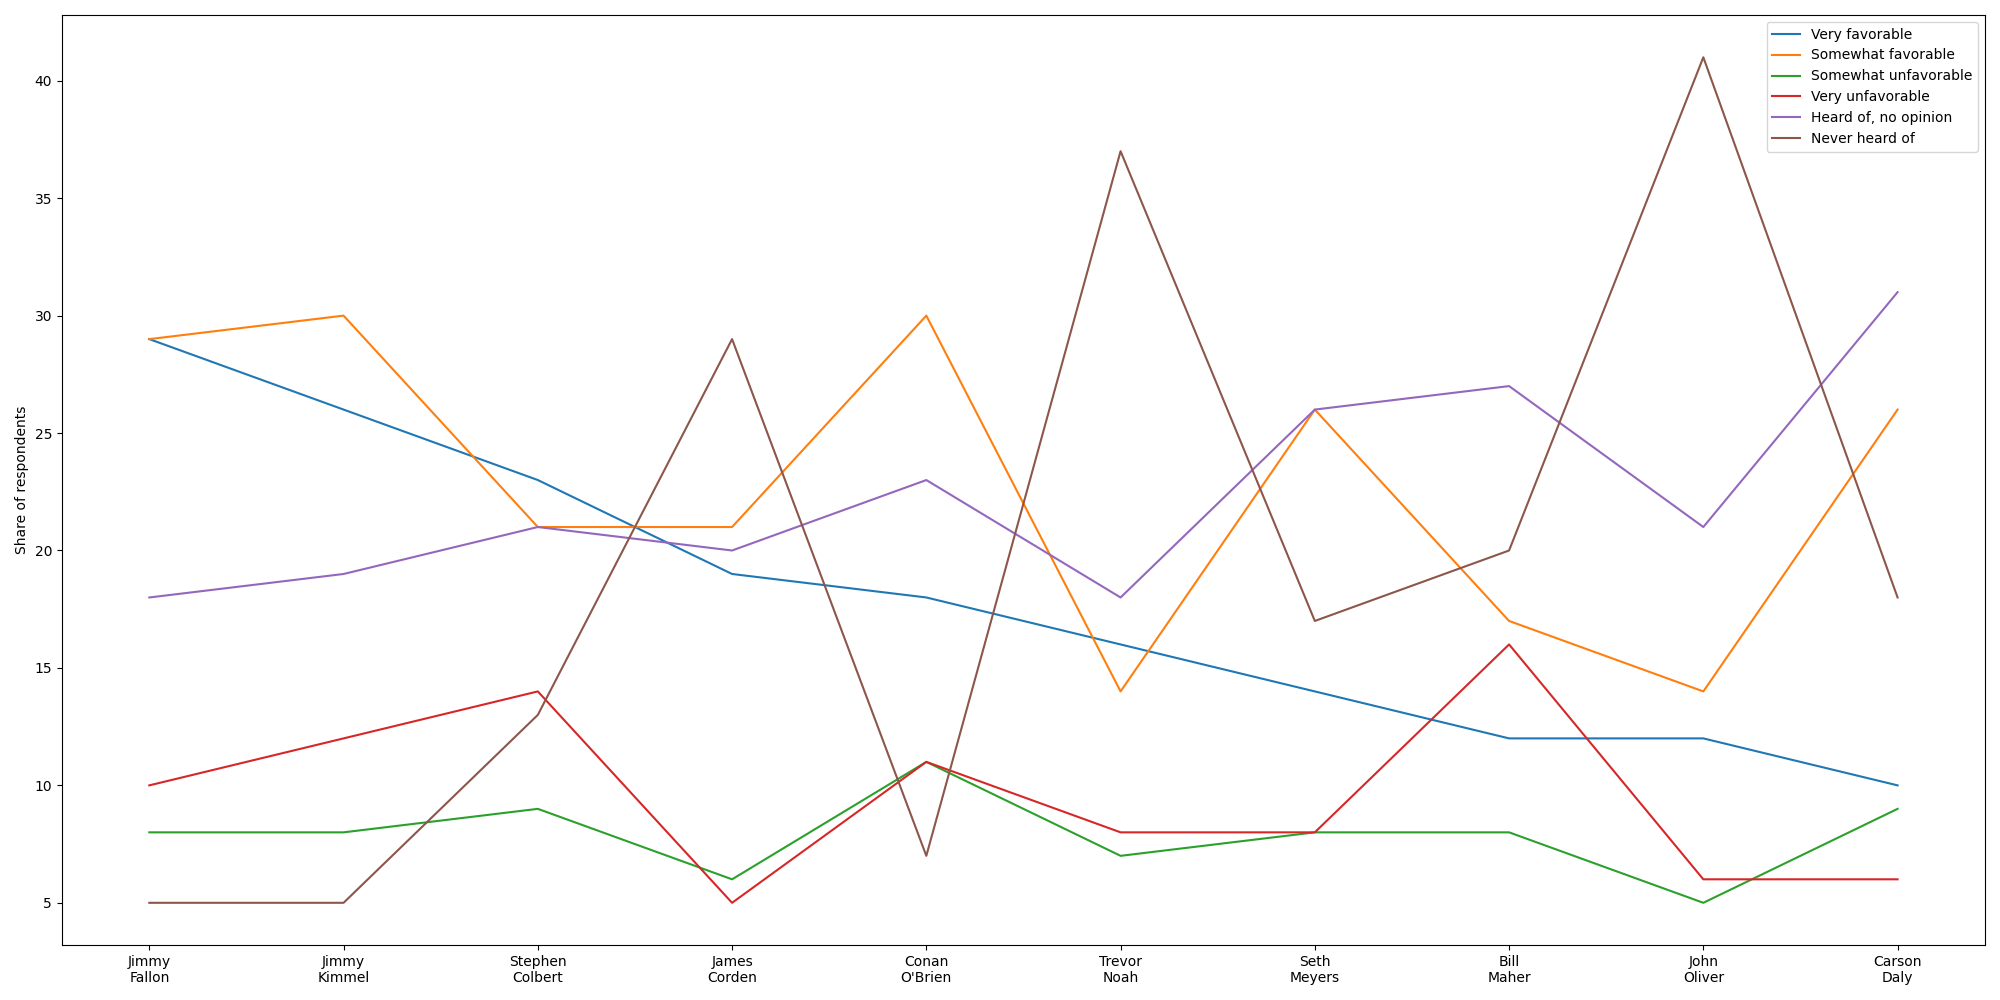 Very favorable
Somewhat favorable
Somewhat unfavorable
Very unfavorable
Heard of, no opinion
Never heard of
Share of respondents
40
35
30
25
20
15
10
5
Jimmy
Fallon
Jimmy
Kimmel
Stephen
Colbert
James
Corden
Conan
O'Brien
Trevor
Noah
Seth
Meyers
Bill
Maher
John
Oliver
Carson
Daly